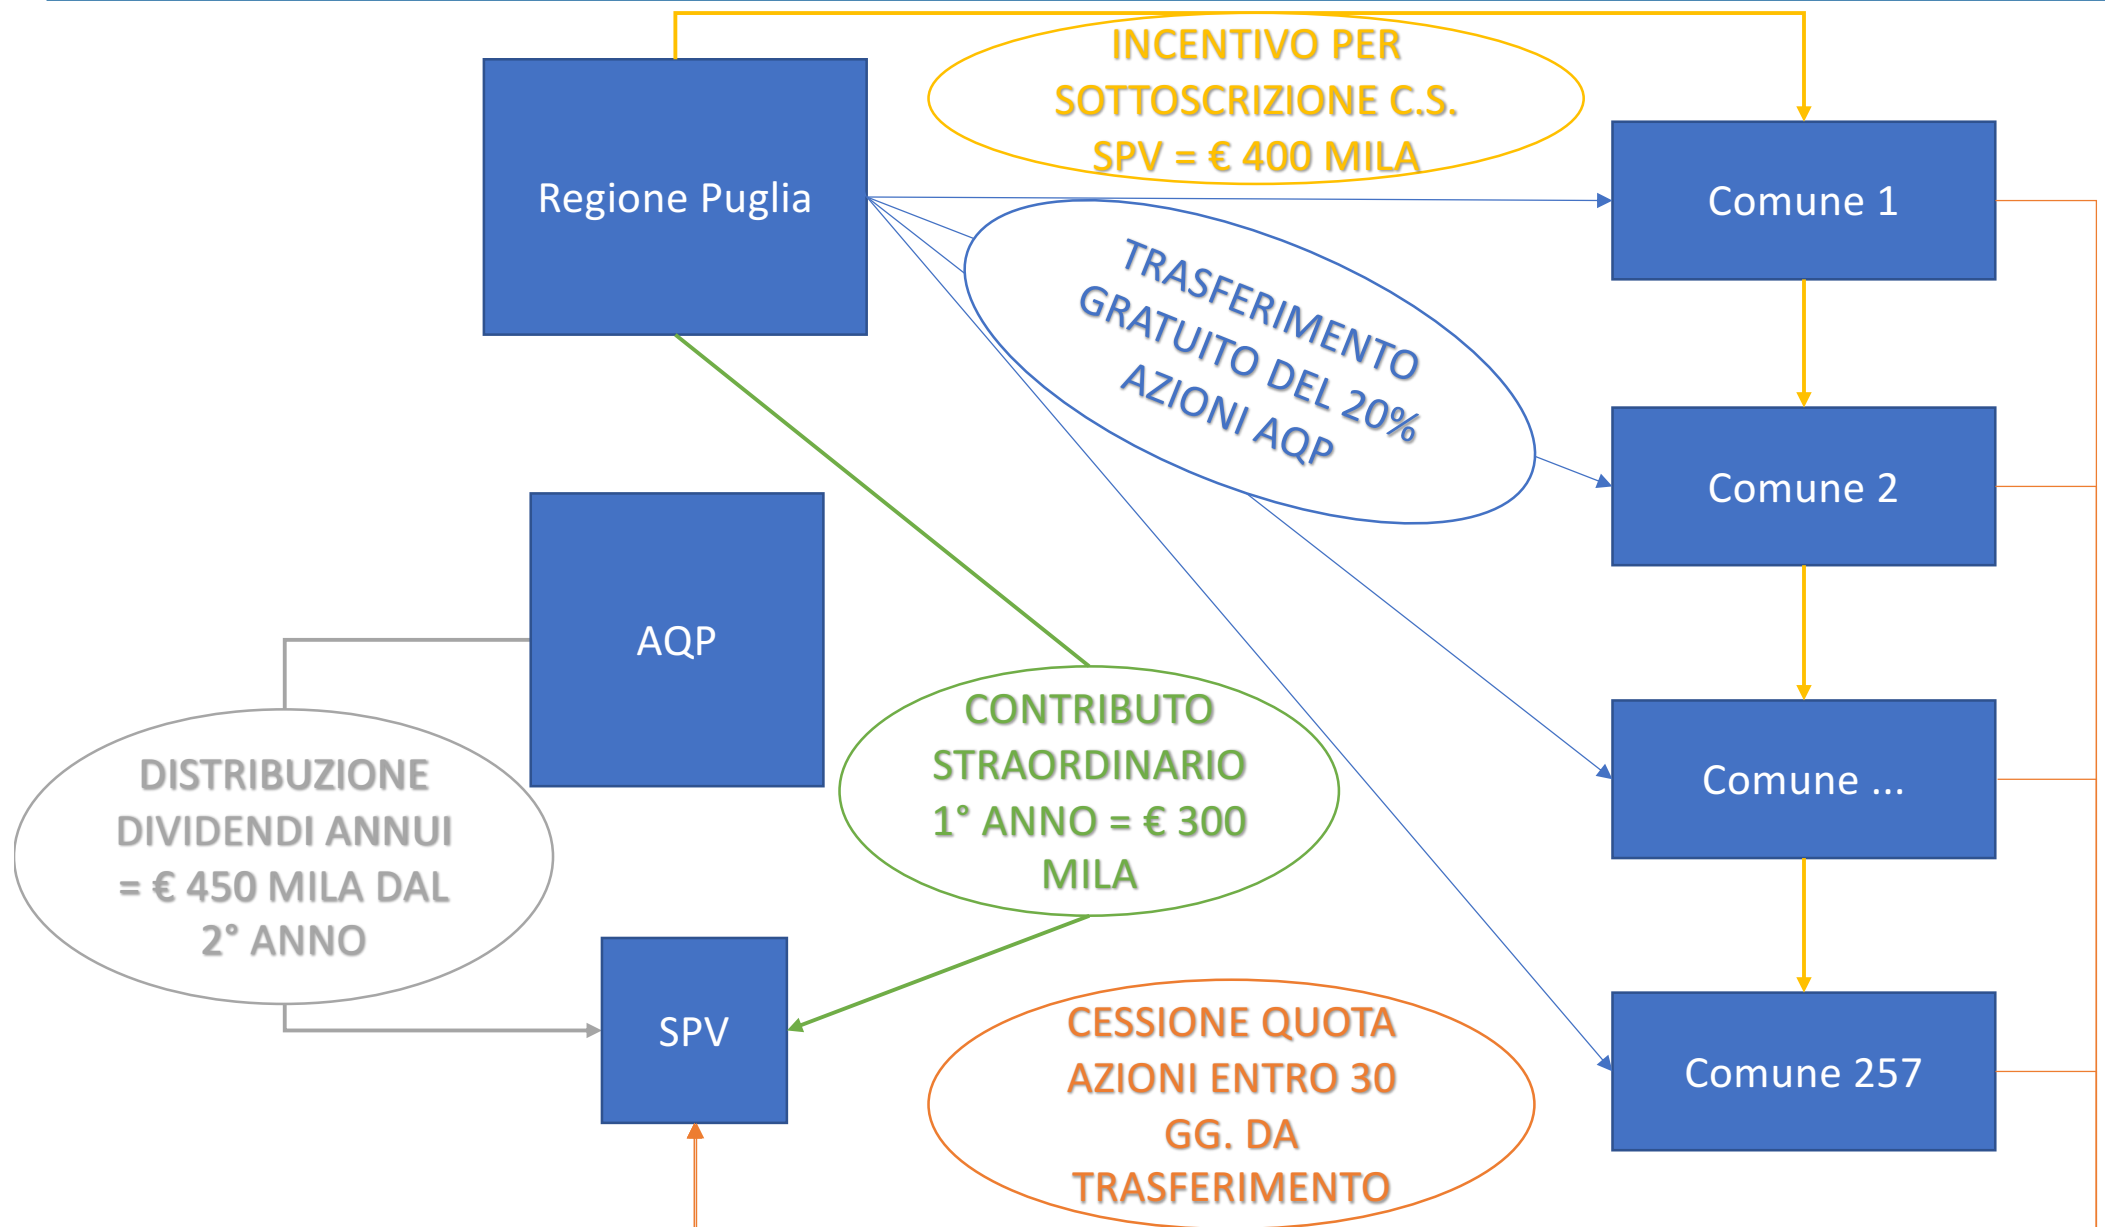 INCENTIVO PER
SOTTOSCRIZIONE C.S.
SPV = € 400 MILA
Regione Puglia
Comune 1
TRASFERIMENTO
GRATUITO DEL 20%
AZIONI AQP
Comune 2
AQP
CONTRIBUTO
STRAORDINARIO
1° ANNO = € 300
MILA
Comune ...
DISTRIBUZIONE
DIVIDENDI ANNUI
= € 450 MILA DAL
2° ANNO
SPV
CESSIONE QUOTA
AZIONI ENTRO 30
GG. DA
TRASFERIMENTO
Comune 257